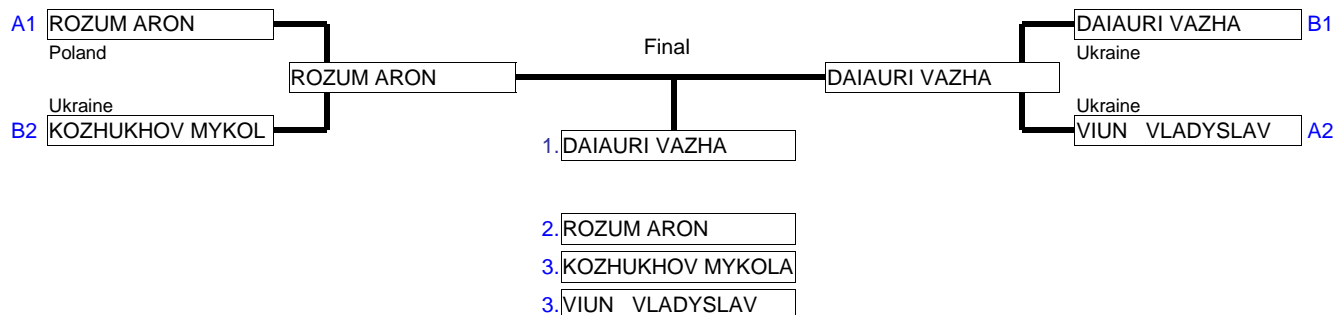 A1 ROZUM ARON
Poland
ROZUM ARON
Ukraine
B2 KOZHUKHOV MYKOL
Final
DAIAURI VAZHA B1
Ukraine
DAIAURI VAZHA
Ukraine
VIUN VLADYSLAV A2
1. DAIAURI VAZHA
2. ROZUM ARON
3. KOZHUKHOV MYKOLA
3. VIUN VLADYSLAV